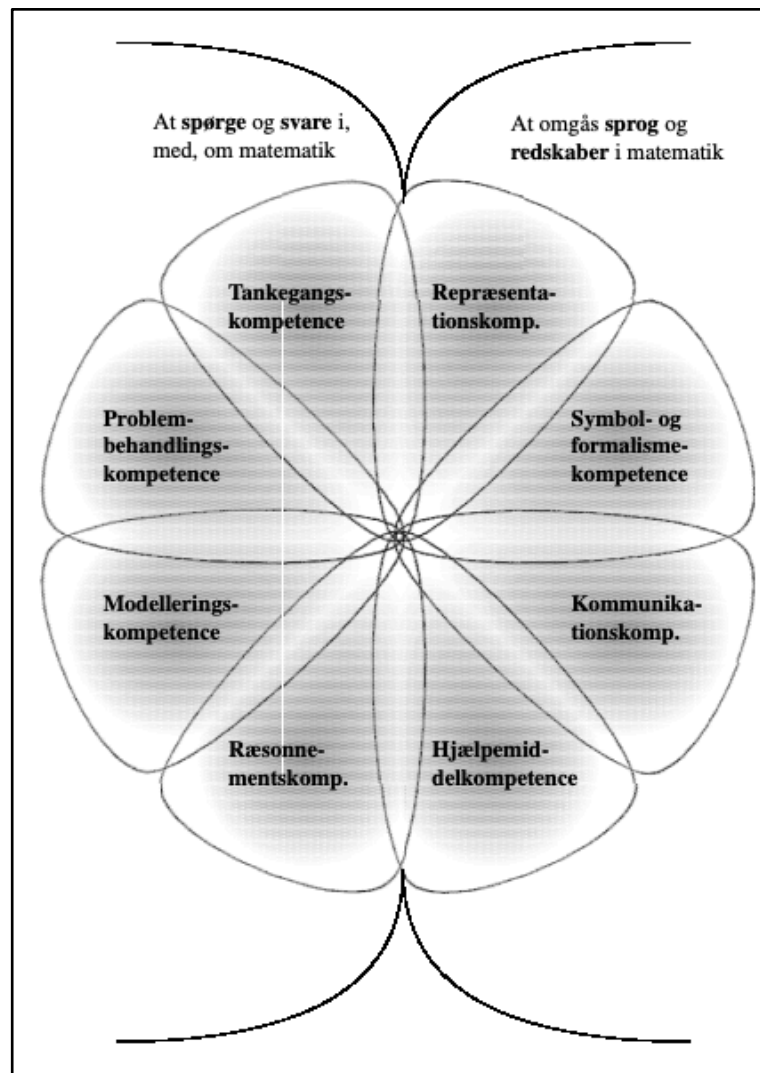 At spørge og svare i,
med, om matematik
At omgås sprog og
redskaber i matematik
Tankegangs-
kompetence
Repræsenta-
tionskomp.
Problem-
behandlings-
kompetence
Symbol- og
formalisme-
kompetence
Modellerings-
kompetence
Kommunika-
tionskomp.
Ræsonne-
mentskomp.
Hjælpemid-
delkompetence